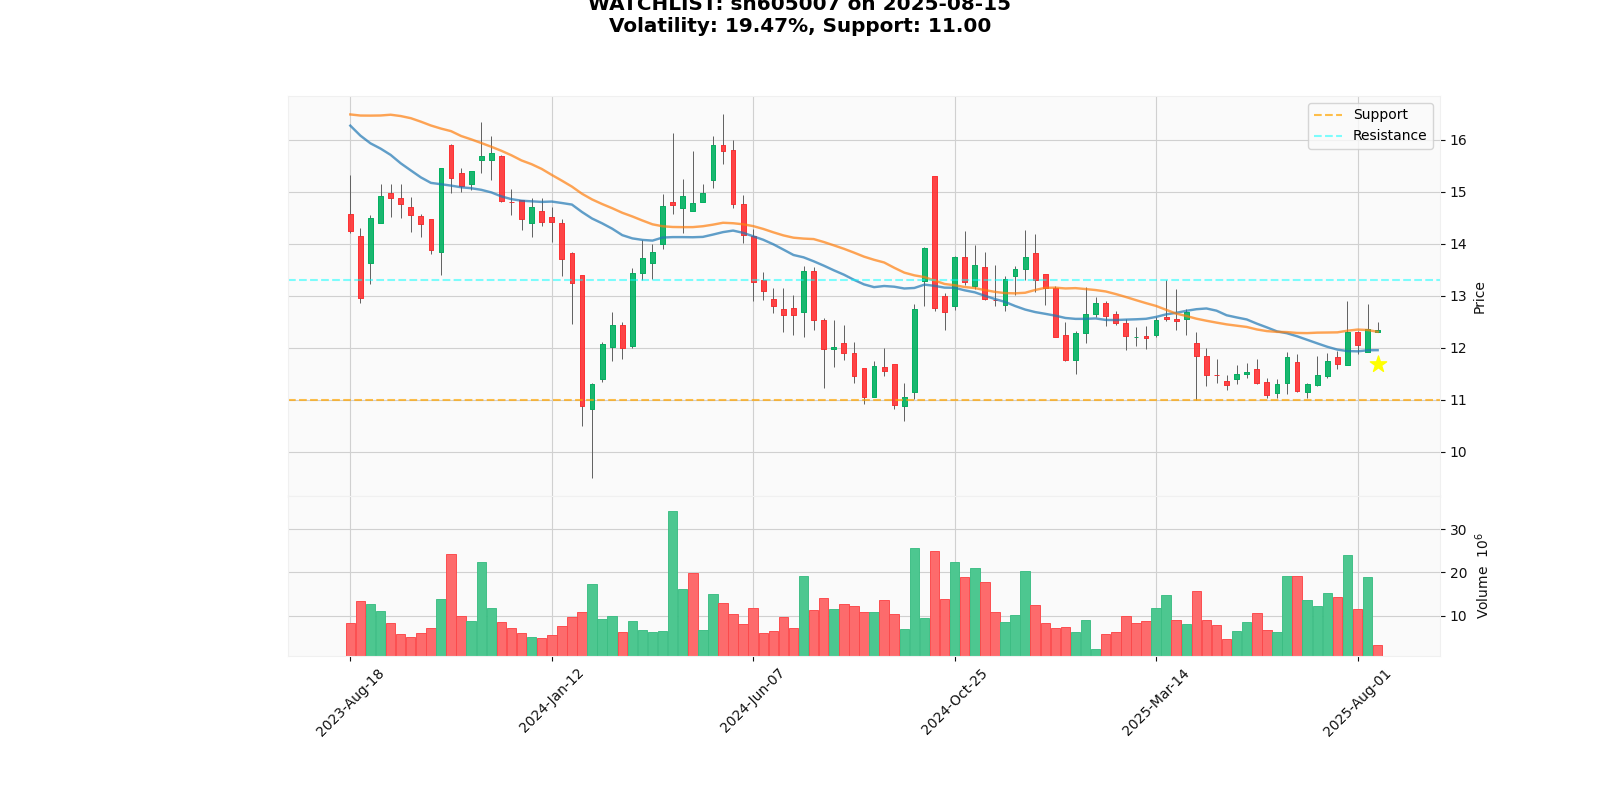 WATCHLIST: sh605007 on 2025-08-15
Volatility: 19.47%, Support: 11.00
Support
Resistance
16
15
14
13
12
11
10
Price
30
20
10
Volume 10^6
2023-Aug-18
2024-Jan-12
2024-Jun-07
2024-Oct-25
2025-Mar-14
2025-Aug-01